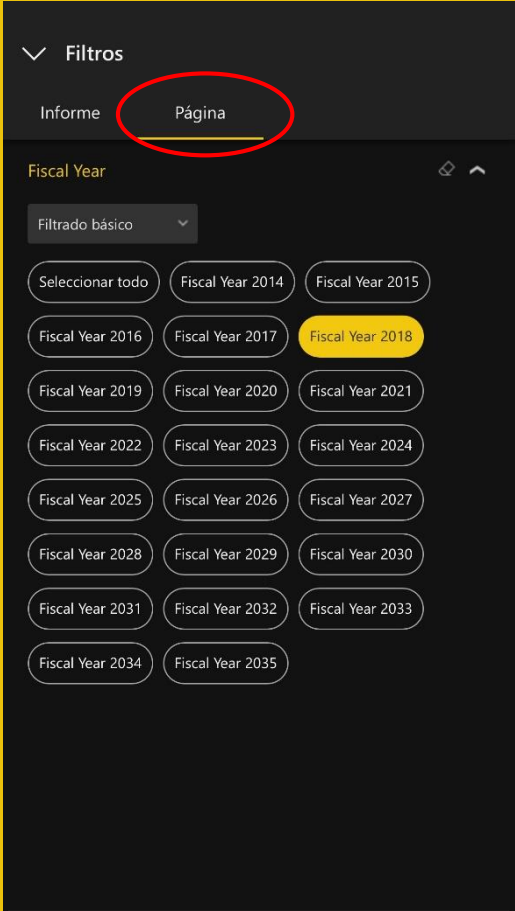 Filtros
Informe Página
Fiscal Year
Filtrado básico
Seleccionar todo Fiscal Year 2014 Fiscal Year 2015
Fiscal Year 2016 Fiscal Year 2017 Fiscal Year 2018
Fiscal Year 2019 Fiscal Year 2020 Fiscal Year 2021
Fiscal Year 2022 Fiscal Year 2023 Fiscal Year 2024
Fiscal Year 2025 Fiscal Year 2026 Fiscal Year 2027
Fiscal Year 2028 Fiscal Year 2029 Fiscal Year 2030
Fiscal Year 2031 Fiscal Year 2032 Fiscal Year 2033
Fiscal Year 2034 Fiscal Year 2035